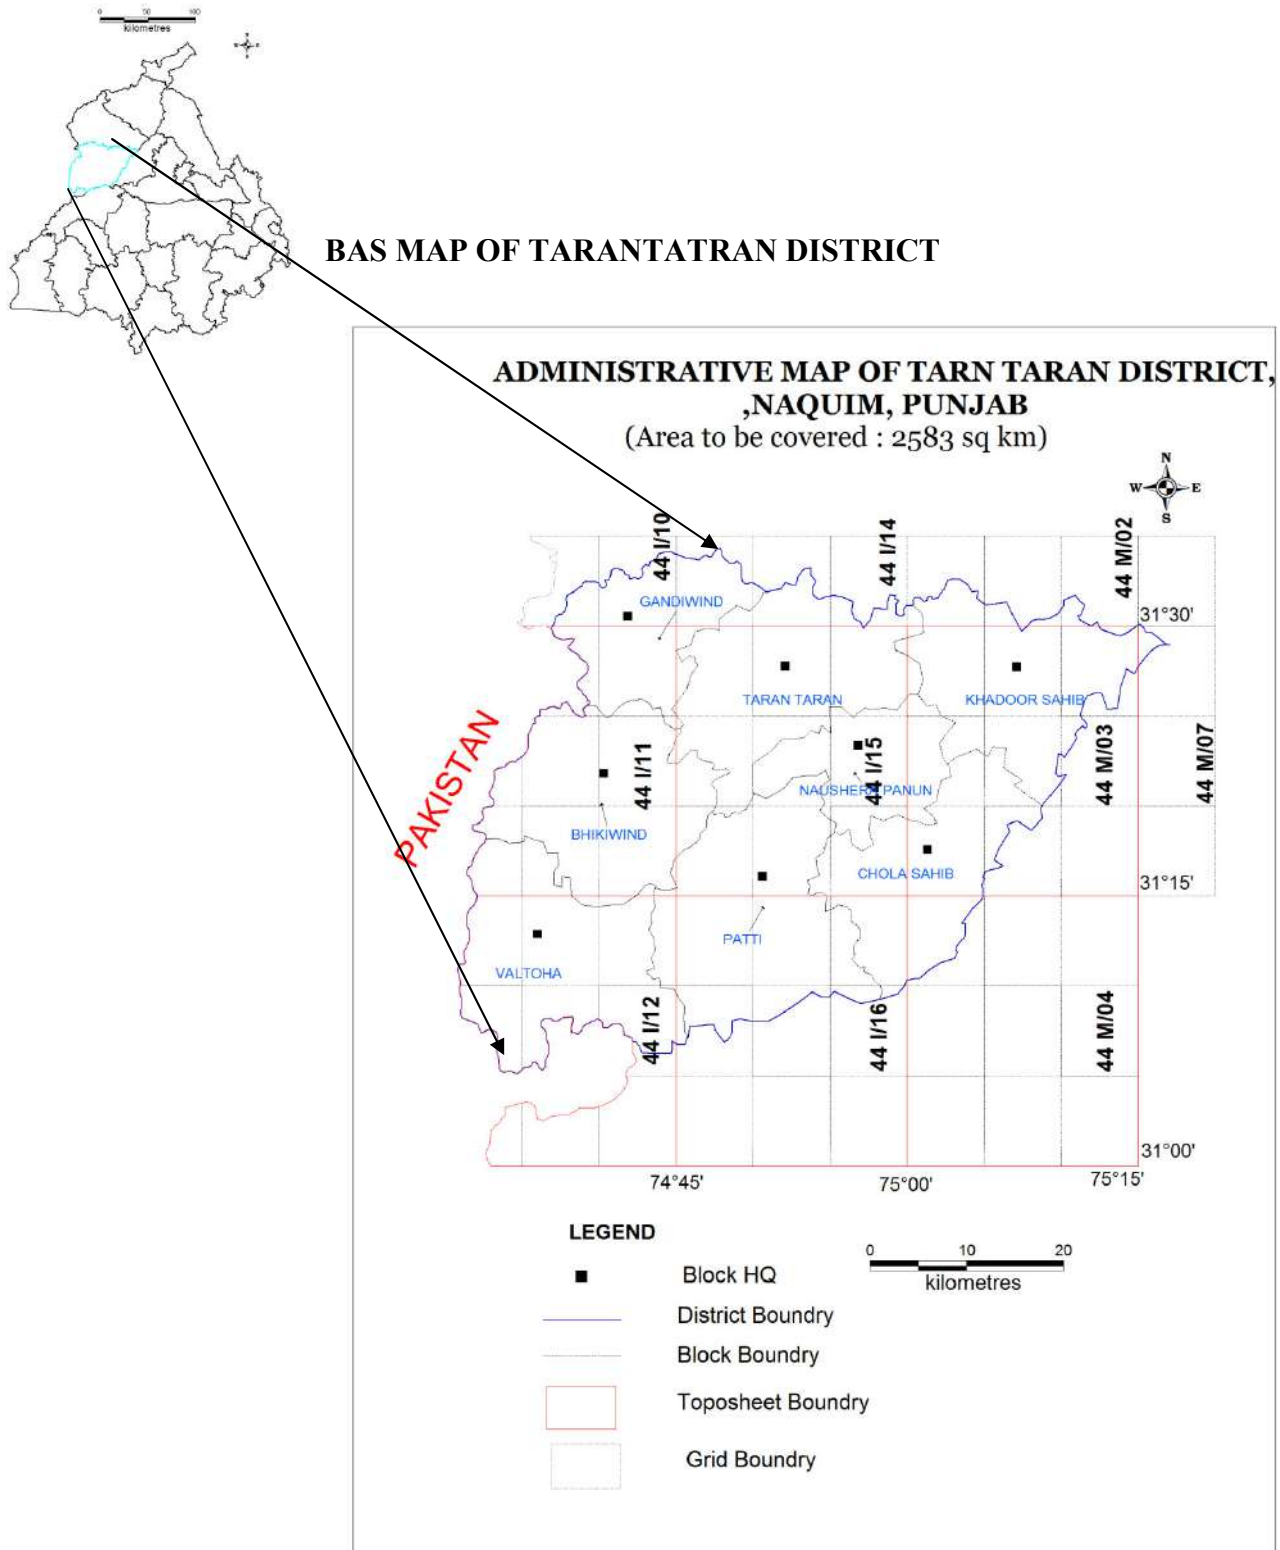 0 50 100
kilometres
N
W E
S
BAS MAP OF TARANTATRAN DISTRICT
ADMINISTRATIVE MAP OF TARN TARAN DISTRICT,
,NAQUIM, PUNJAB
(Area to be covered : 2583 sq km)
N
W E
S
44 I/10
44 I/14
44 M/02
GANDIWIND
31°30'
TARAN TARAN
KHADOOR SAHIB
PAKISTAN
44 I/11
44 I/15
44 M/03
44 M/07
NAUSHERA PANUN
BHIKIWIND
CHOLA SAHIB
31°15'
PATTI
VALTOHA
44 I/12
44 I/16
44 M/04
31°00'
74°45'
75°00'
75°15'
LEGEND
0 10 20
kilometres
Block HQ
District Boundry
Block Boundry
Toposheet Boundry
Grid Boundry